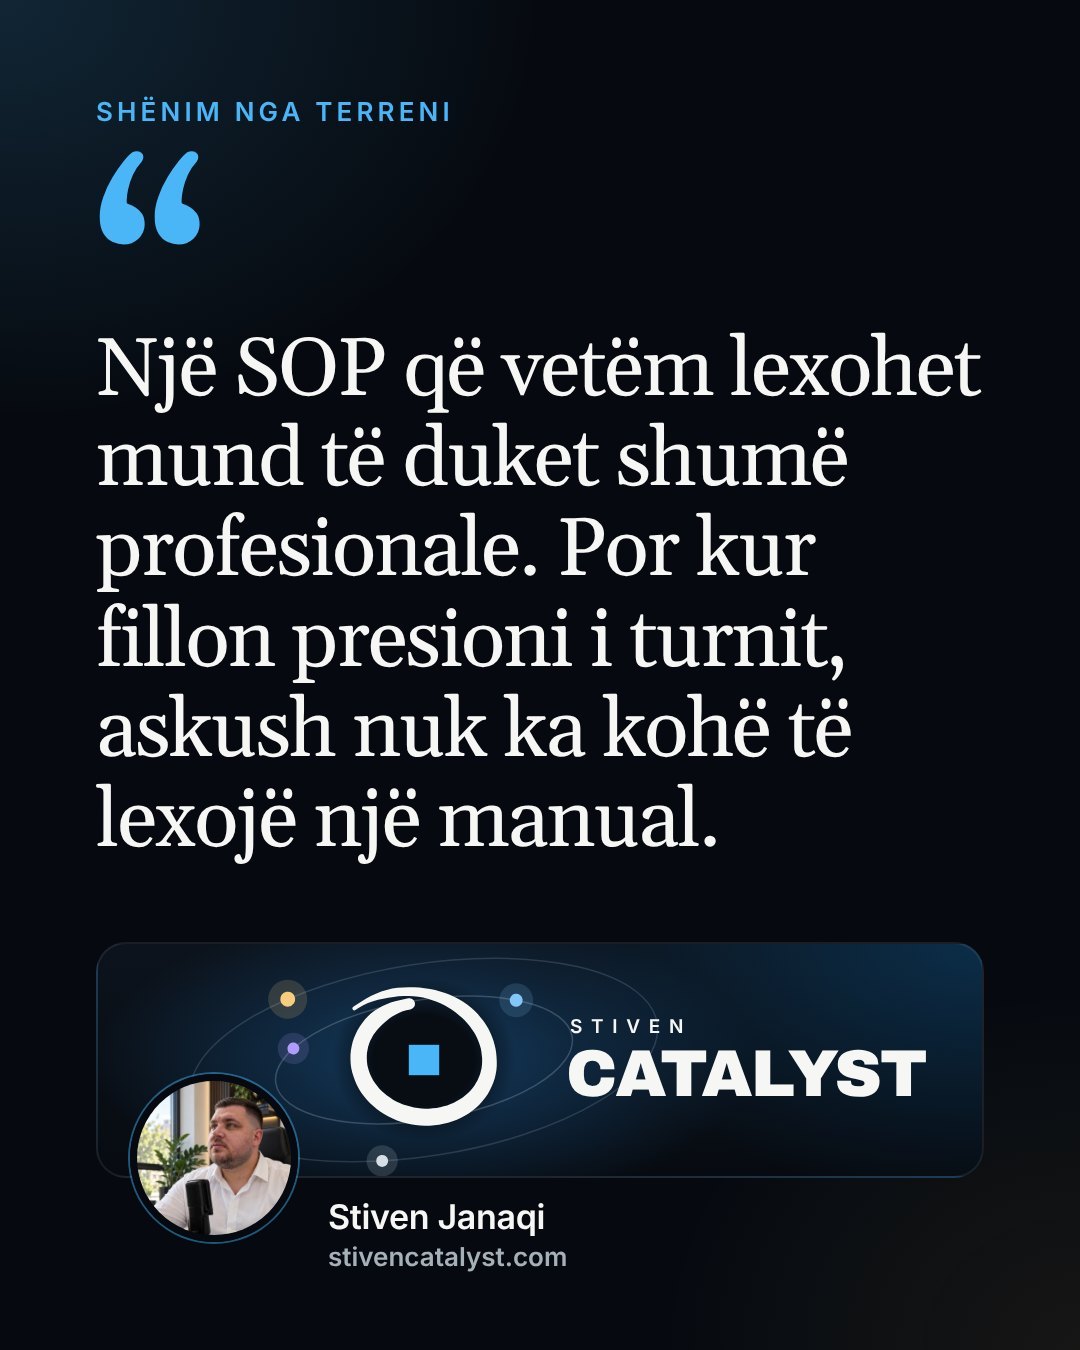 SHËNIM NGA TERRENI
“
Një SOP që vetëm lexohet
mund të duket shumë
profesionale. Por kur
fillon presioni i turnit,
askush nuk ka kohë të
lexojë një manual.
STIVEN
CATALYST
Stiven Janaqi
stivencatalyst.com